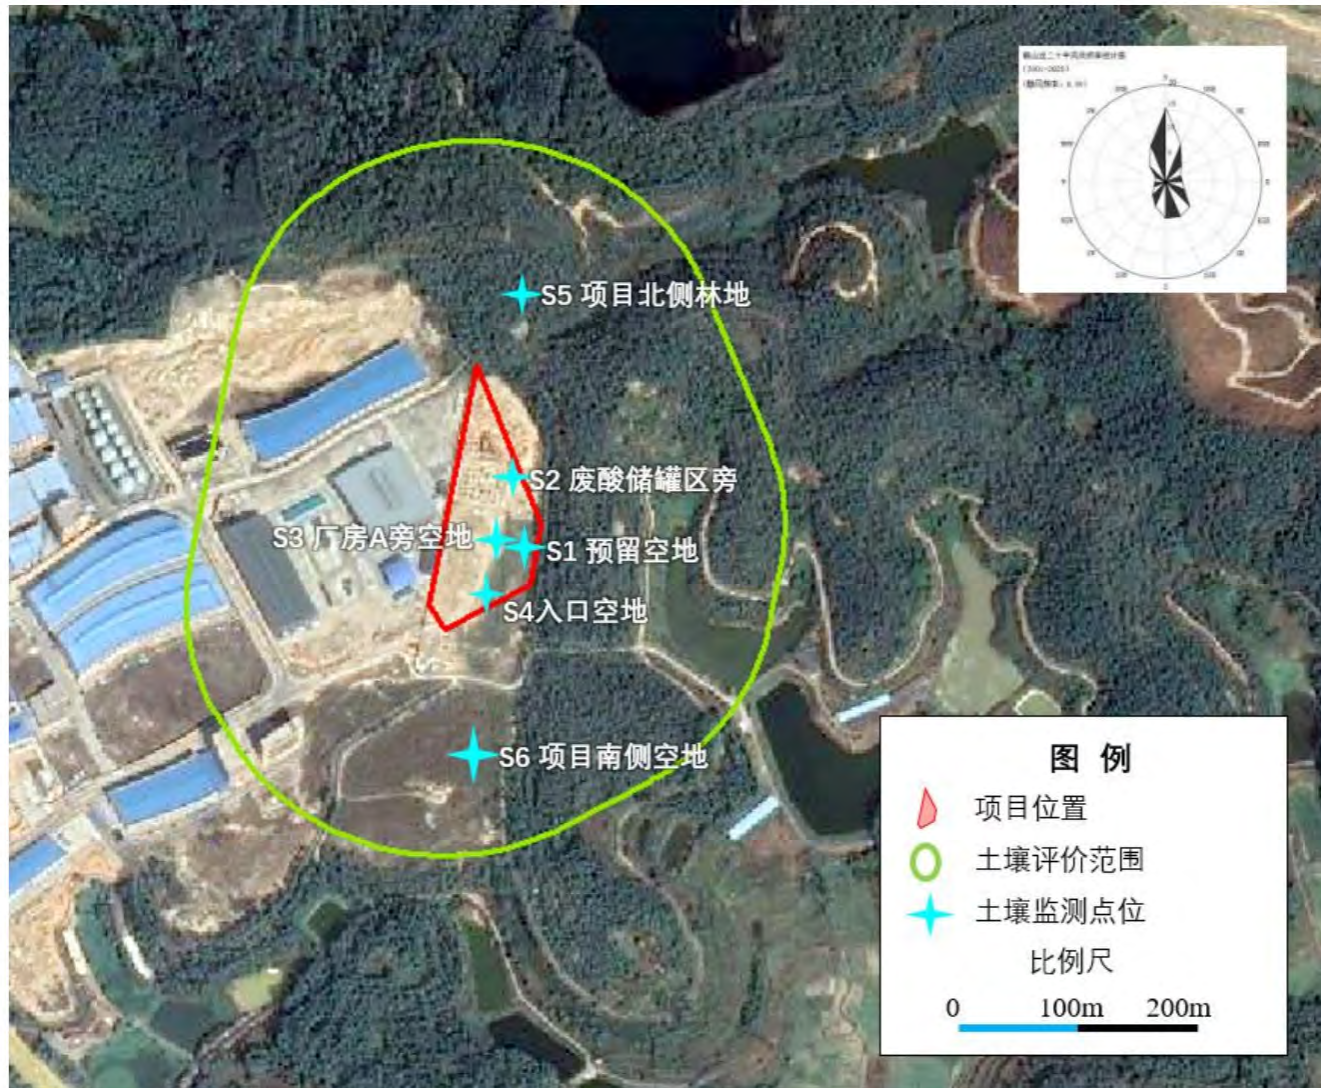 S5 项目北侧林地
S2 废酸储罐区旁
S3 厂房A旁空地
S1 预留空地
S4入口空地
S6 项目南侧空地
图 例
项目位置
土壤评价范围
土壤监测点位
比例尺
0 100m 200m